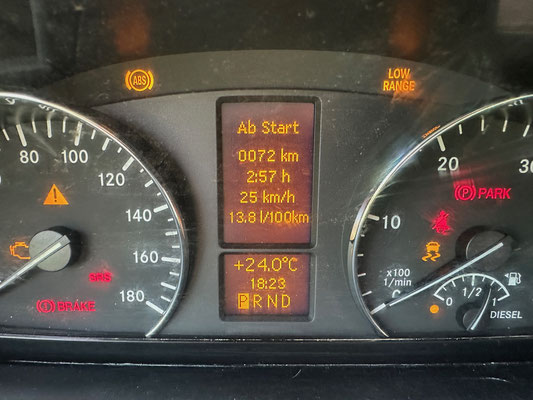 ABS
LOW
RANGE
Ab Start
0072 km
2:57 h
25 km/h
13.8 l/100km
+24.0°C
18:23
PRND
80
100
120
140
160
180
BRAKE
10
20
30
PARK
x100
1/min
0
1/2
1
DIESEL